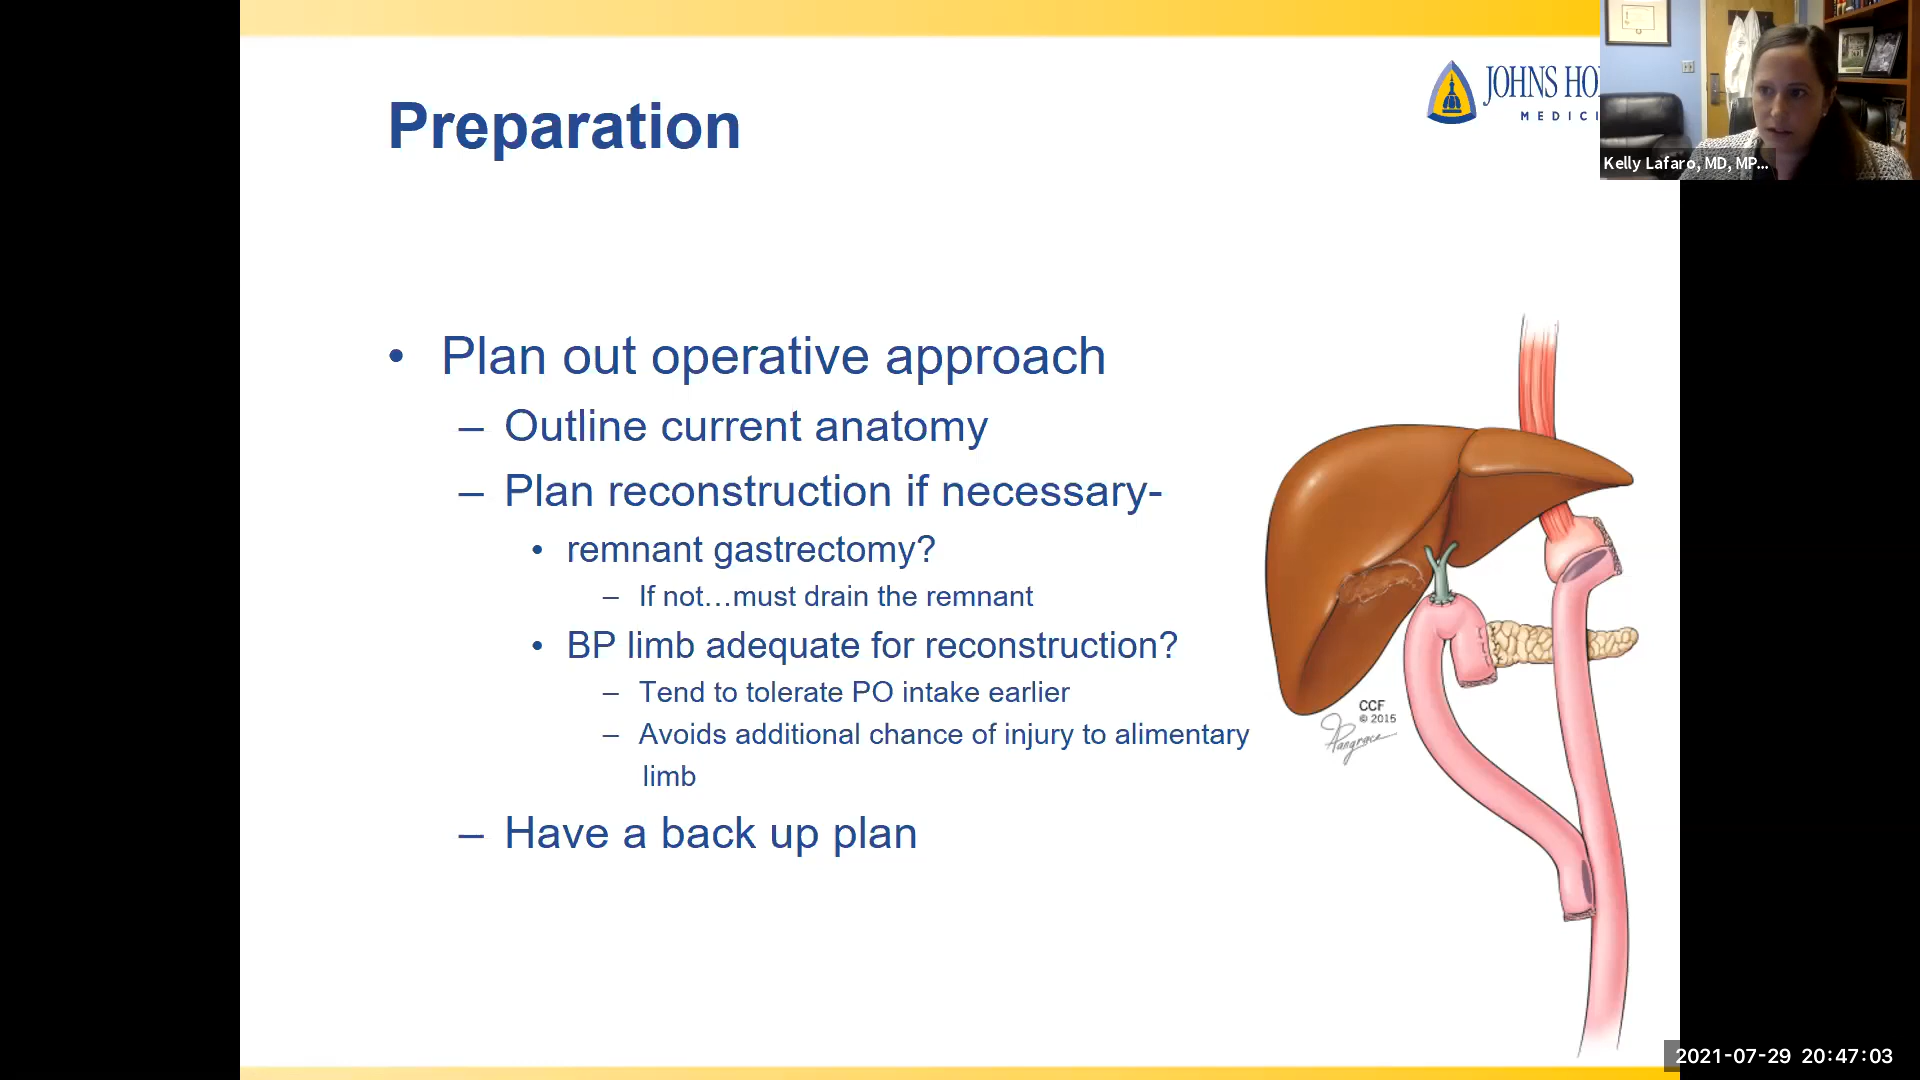 Preparation
JOHNS HO
MEDICI
Kelly Lafaro, MD, MP...
• Plan out operative approach
– Outline current anatomy
– Plan reconstruction if necessary-
• remnant gastrectomy?
– If not…must drain the remnant
• BP limb adequate for reconstruction?
– Tend to tolerate PO intake earlier
– Avoids additional chance of injury to alimentary
limb
– Have a back up plan
CCF
© 2015
Pangrace
2021-07-29 20:47:03